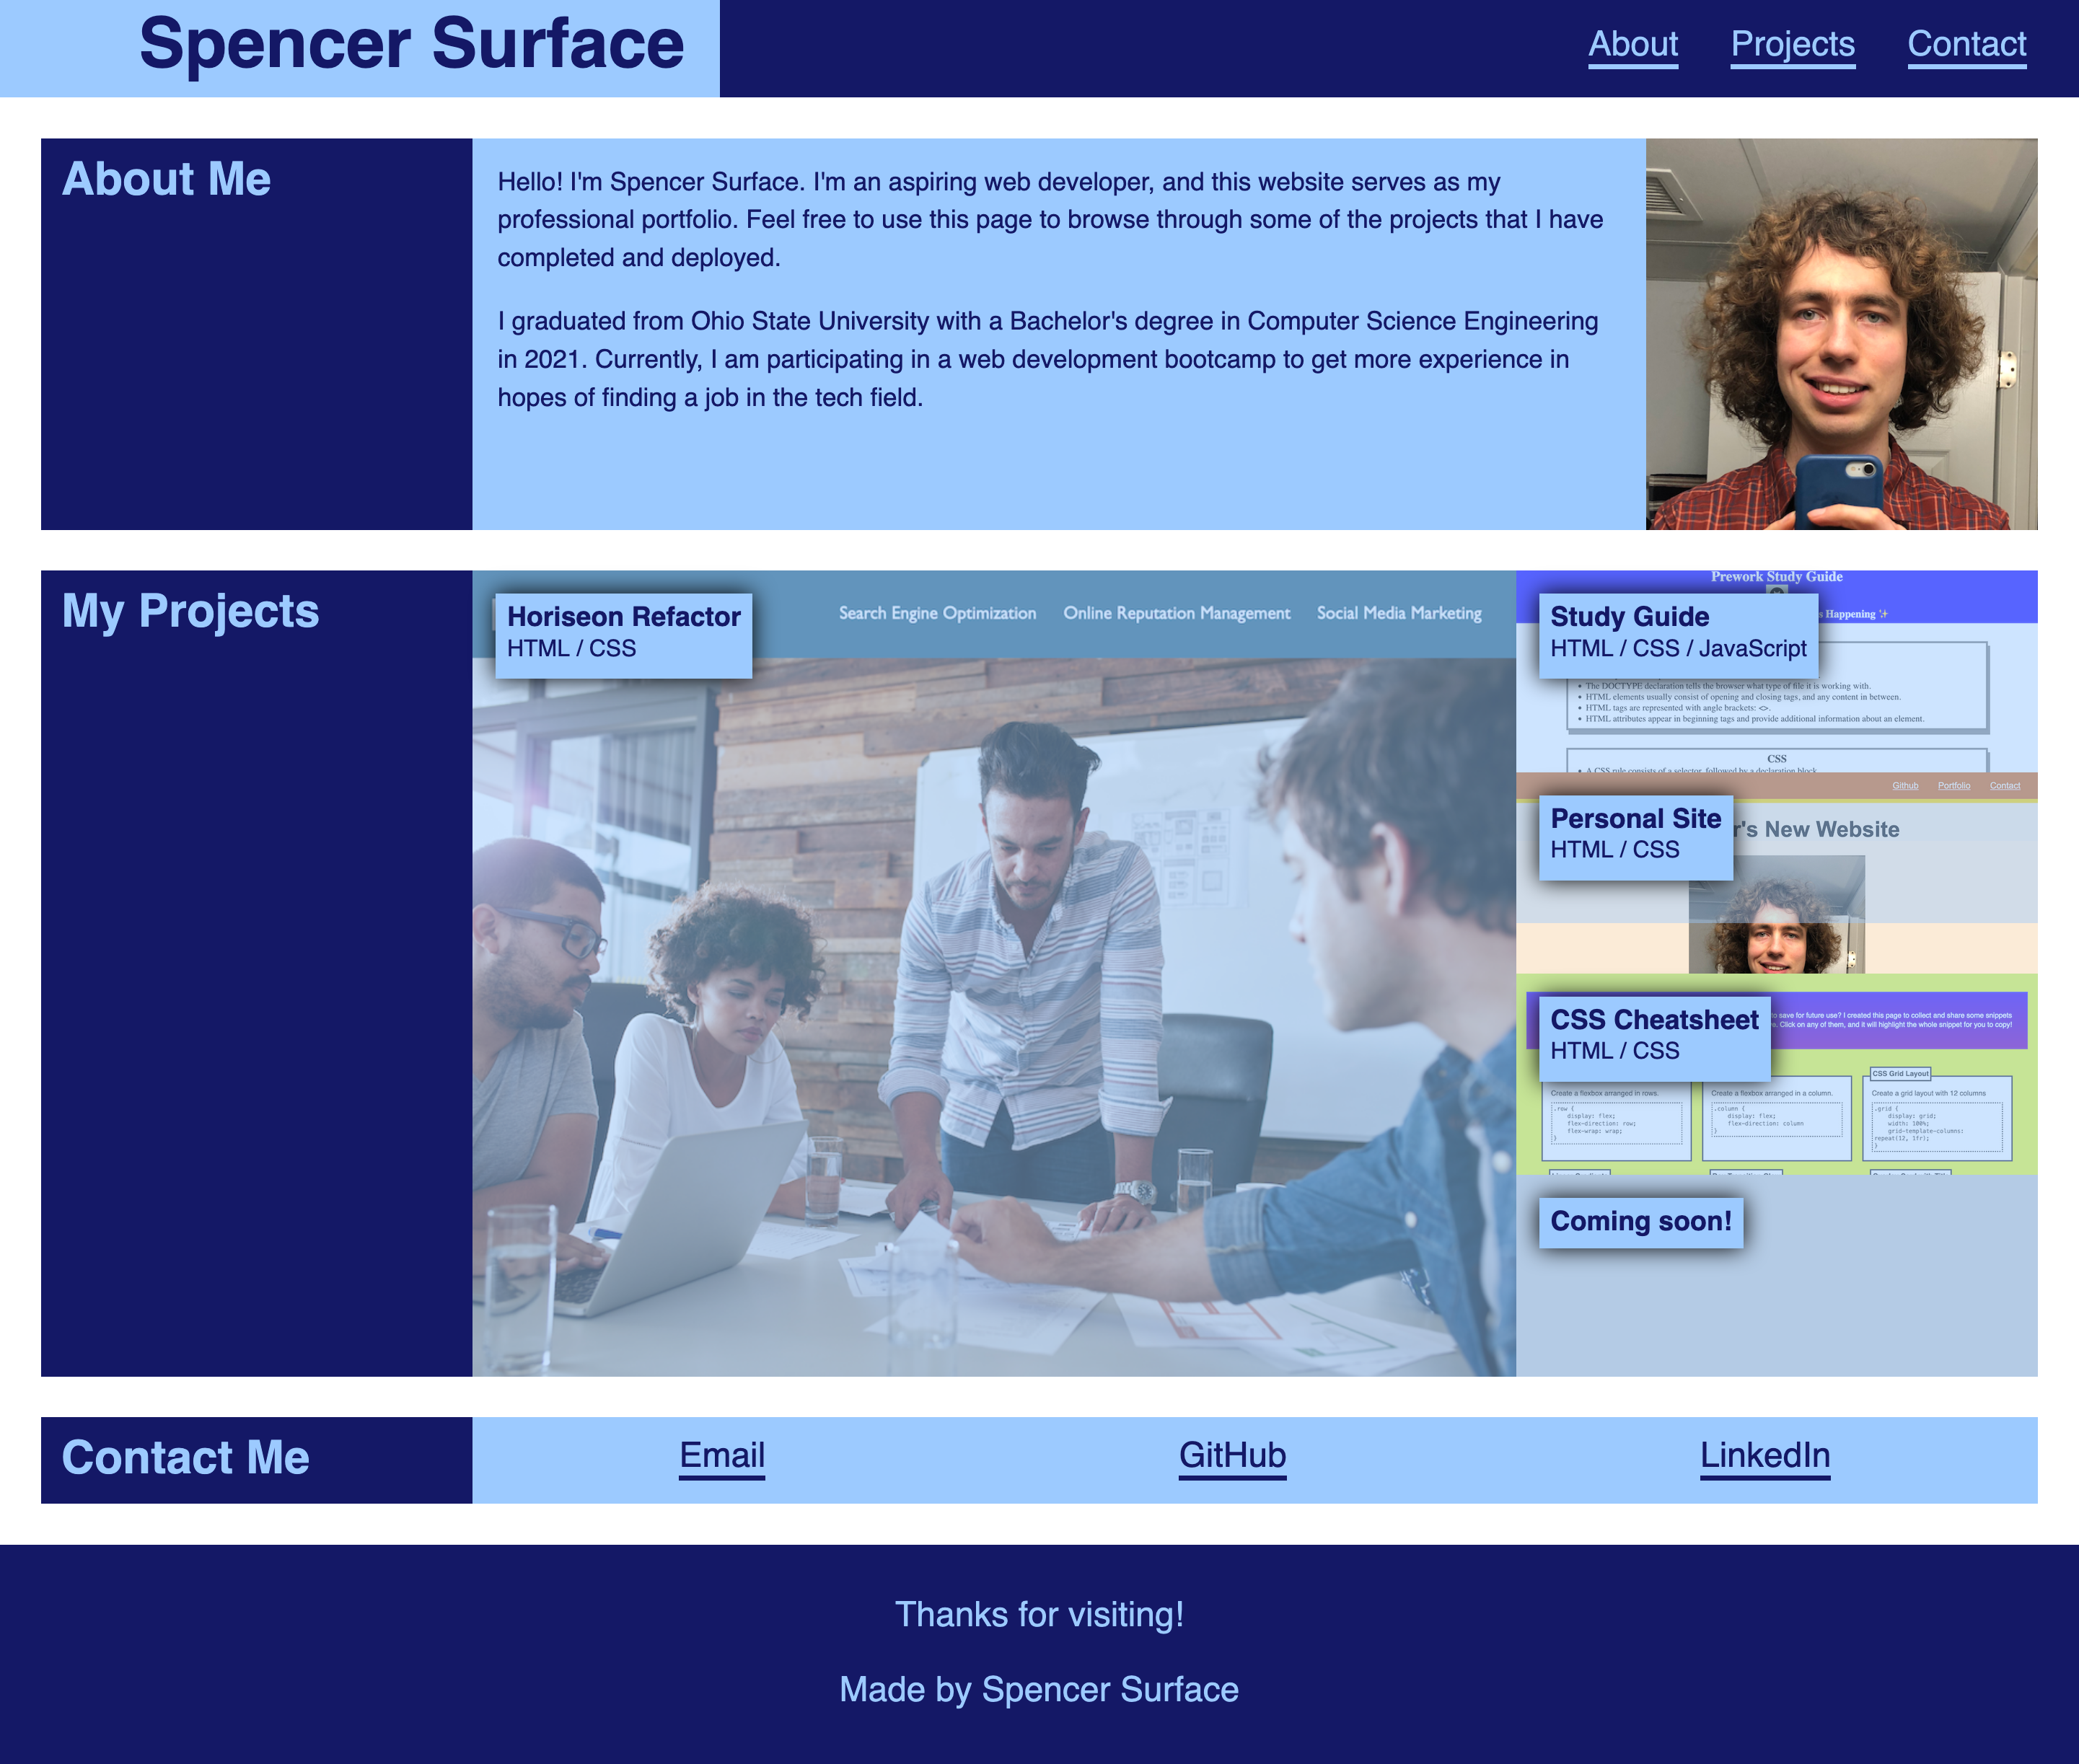 Spencer Surface
About
Projects
Contact
About Me
Hello! I'm Spencer Surface. I'm an aspiring web developer, and this website serves as my
professional portfolio. Feel free to use this page to browse through some of the projects that I have
completed and deployed.
I graduated from Ohio State University with a Bachelor's degree in Computer Science Engineering
in 2021. Currently, I am participating in a web development bootcamp to get more experience in
hopes of finding a job in the tech field.
My Projects
Horiseon Refactor
HTML / CSS
Search Engine Optimization
Online Reputation Management
Social Media Marketing
Prework Study Guide
Happening ✨
Study Guide
HTML / CSS / JavaScript
The DOCTYPE declaration tells the browser what type of file it is working with.
HTML elements usually consist of opening and closing tags, and any content in between.
HTML tags are represented with angle brackets: <>.
HTML attributes appear in beginning tags and provide additional information about an element.
CSS
A CSS rule consists of a selector, followed by a declaration block.
Github
Portfolio
Contact
Personal Site
HTML / CSS
r's New Website
CSS Cheatsheet
HTML / CSS
to save for future use? I created this page to collect and share some snippets
Click on any of them, and it will highlight the whole snippet for you to copy!
Create a flexbox arranged in rows.
.row {
display: flex;
flex-direction: row;
flex-wrap: wrap;
}
Create a flexbox arranged in a column.
.column {
display: flex;
flex-direction: column
}
CSS Grid Layout
Create a grid layout with 12 columns
.grid {
display: grid;
width: 100%;
grid-template-columns:
repeat(12, 1fr);
}
Coming soon!
Contact Me
Email
GitHub
LinkedIn
Thanks for visiting!
Made by Spencer Surface